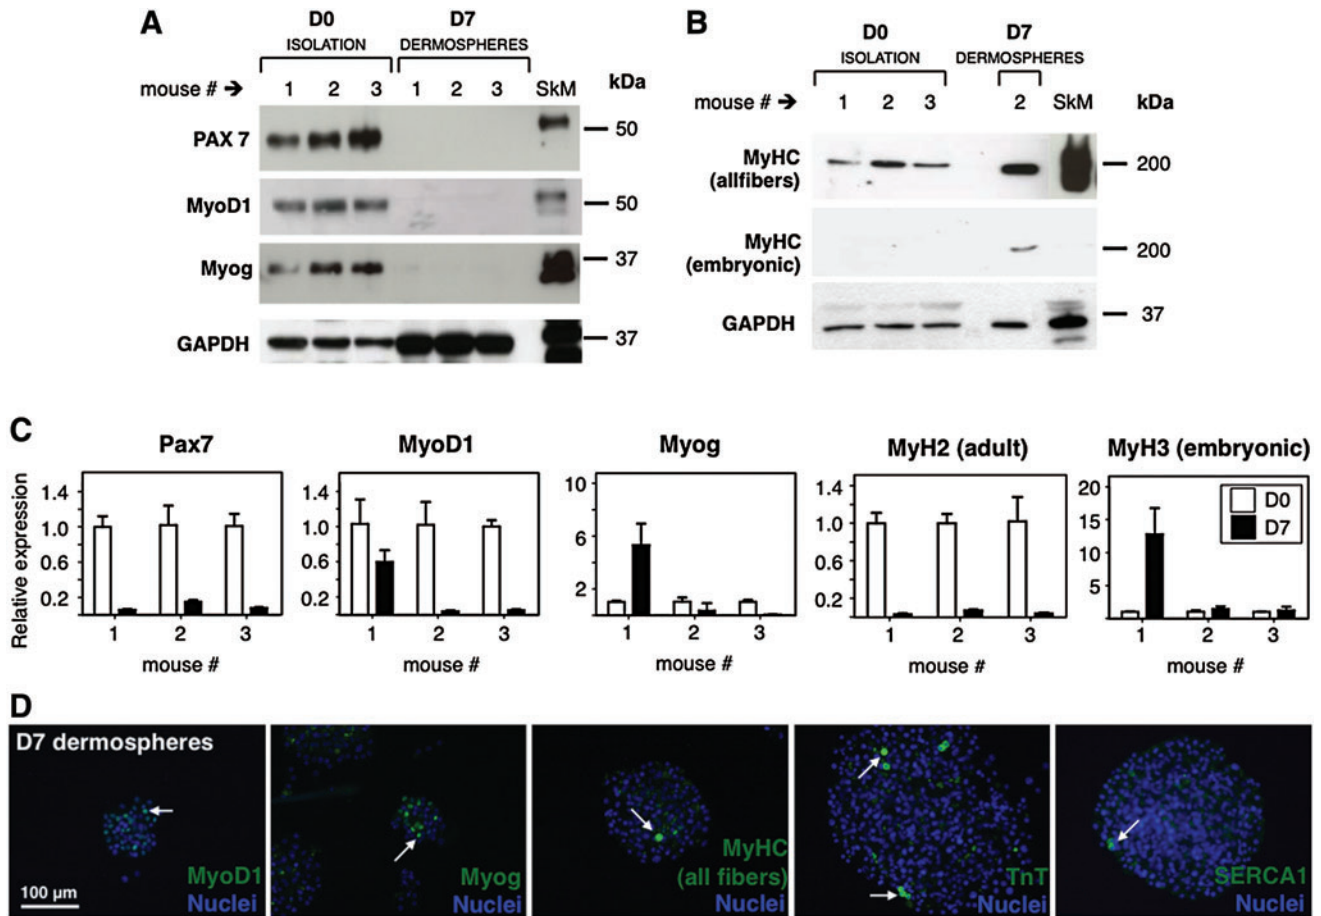 A
D0
D7
ISOLATION
DERMOSPHERES
mouse # ➔ 1 2 3 1 2 3 SkM kDa
PAX 7
50
MyoD1
50
Myog
37
GAPDH
37
B
D0
D7
ISOLATION
DERMOSPHERES
mouse # ➔ 1 2 3 2 SkM kDa
MyHC
(allfibers)
200
MyHC
(embryonic)
200
GAPDH
37
C
Relative expression
Pax7
1.4
1.0
0.6
0.2
1 2 3
mouse #
MyoD1
1.4
1.0
0.6
0.2
1 2 3
mouse #
Myog
10
6
2
1 2 3
mouse #
MyH2 (adult)
1.4
1.0
0.6
0.2
1 2 3
mouse #
MyH3 (embryonic)
20
15
10
5
D0
D7
1 2 3
mouse #
D
D7 dermospheres
100 µm
MyoD1
Nuclei
Myog
Nuclei
MyHC
(all fibers)
Nuclei
TnT
Nuclei
SERCA1
Nuclei